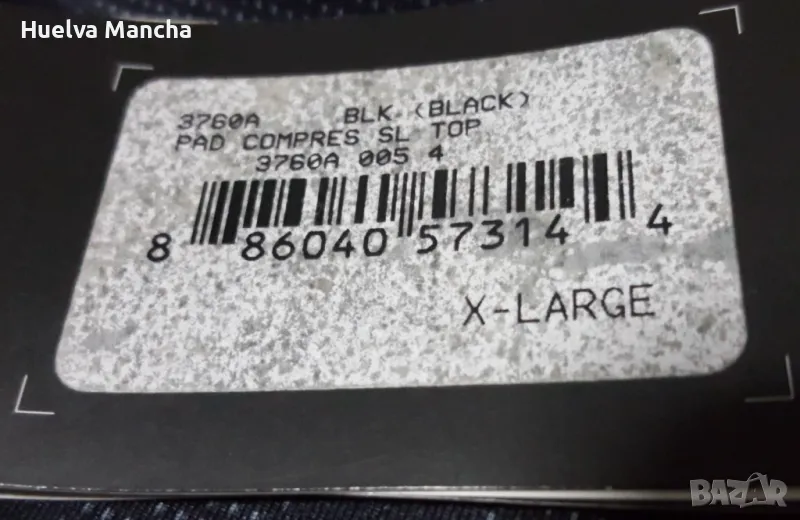 Huelva Mancha
3760A BLK (BLACK)
PAD COMPRES SL TOP
3760A 005 4
8 86040 57314 4
X-LARGE
BAZAR